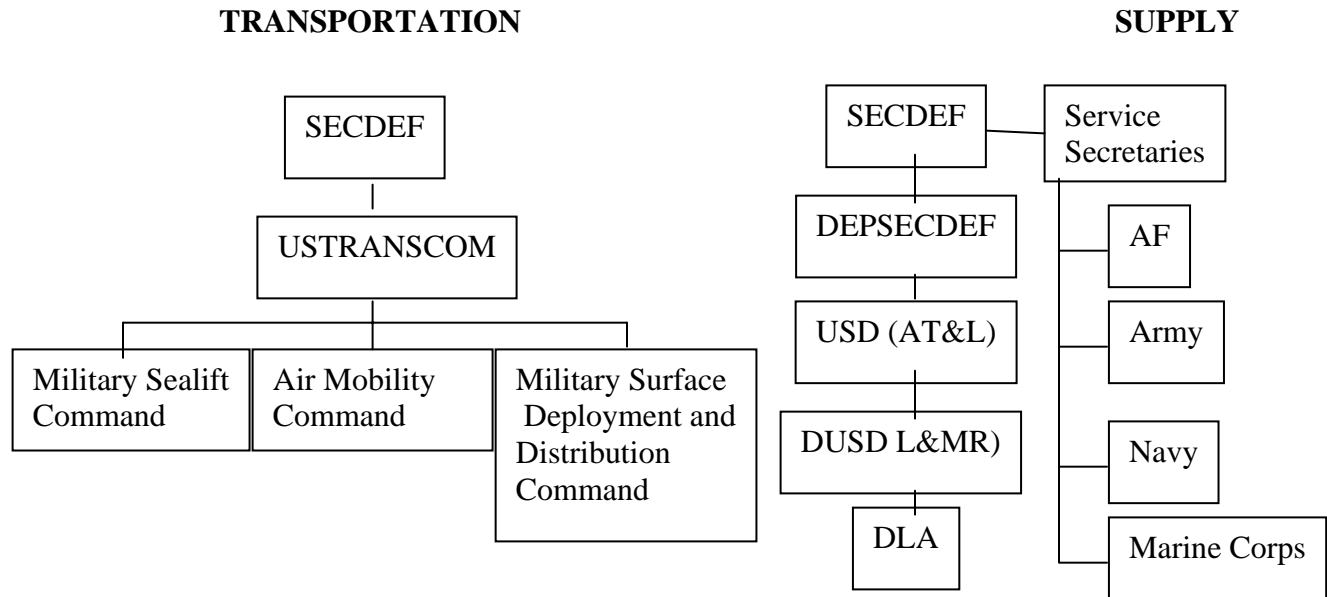 TRANSPORTATION
SECDEF
USTRANSCOM
Military Sealift
Command
Air Mobility
Command
Military Surface
Deployment and
Distribution
Command
SUPPLY
SECDEF
Service
Secretaries
DEPSECDEF
USD (AT&L)
DUSD L&MR)
DLA
AF
Army
Navy
Marine Corps